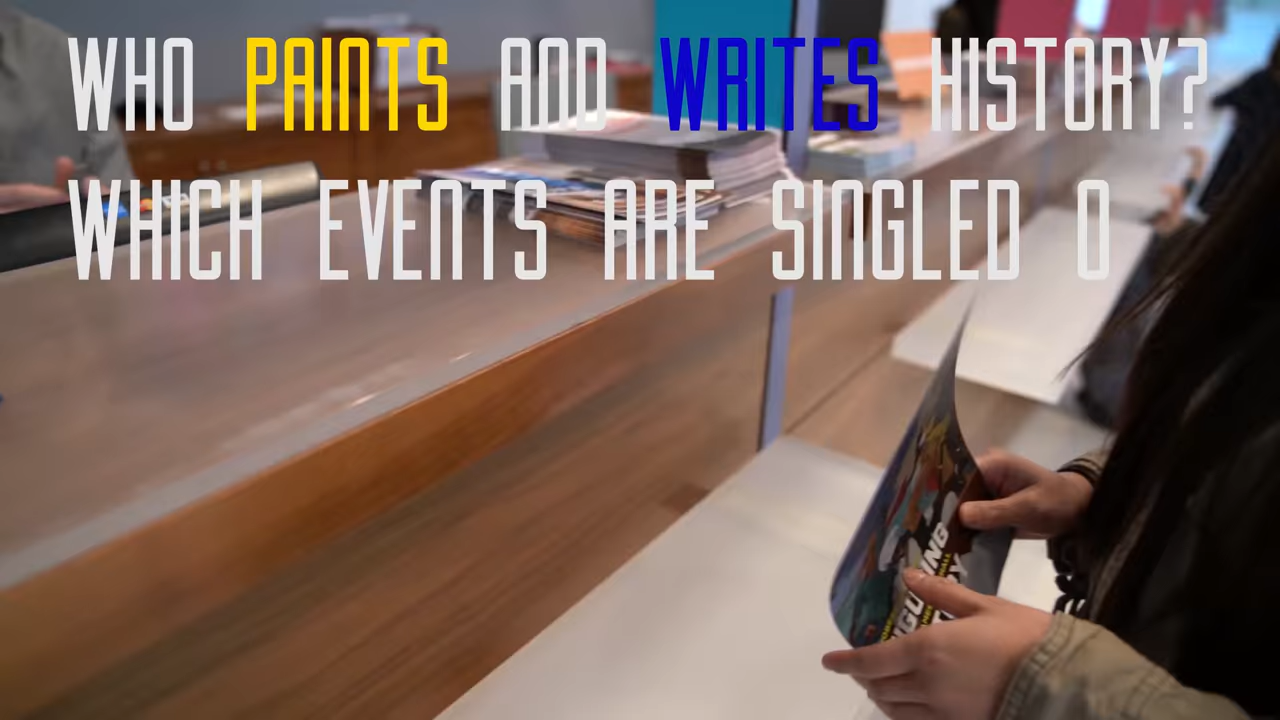 WHO PAINTS AND WRITES HISTORY?
WHICH EVENTS ARE SINGLED O